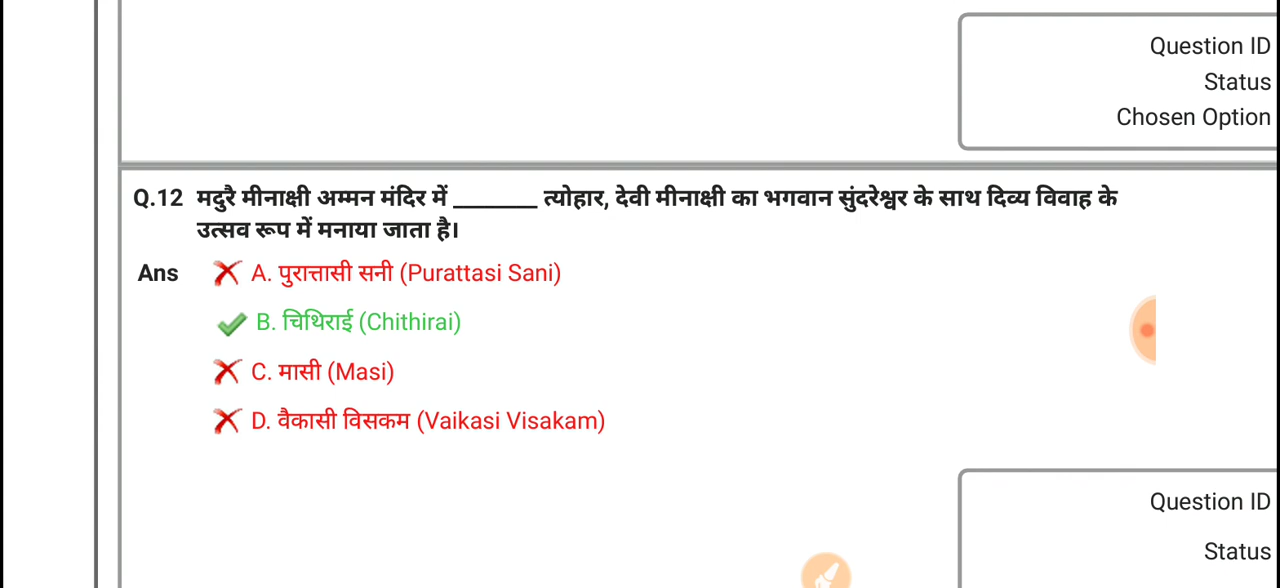 Question ID
Status
Chosen Option
Q.12 मदुरै मीनाक्षी अम्मन मंदिर में ________ त्योहार, देवी मीनाक्षी का भगवान सुंदरेश्वर के साथ दिव्य विवाह के
उत्सव रूप में मनाया जाता है।
Ans A. पुरात्तासी सनी (Purattasi Sani)
B. चिथिराई (Chithirai)
C. मासी (Masi)
D. वैकासी विसकम (Vaikasi Visakam)
Question ID
Status